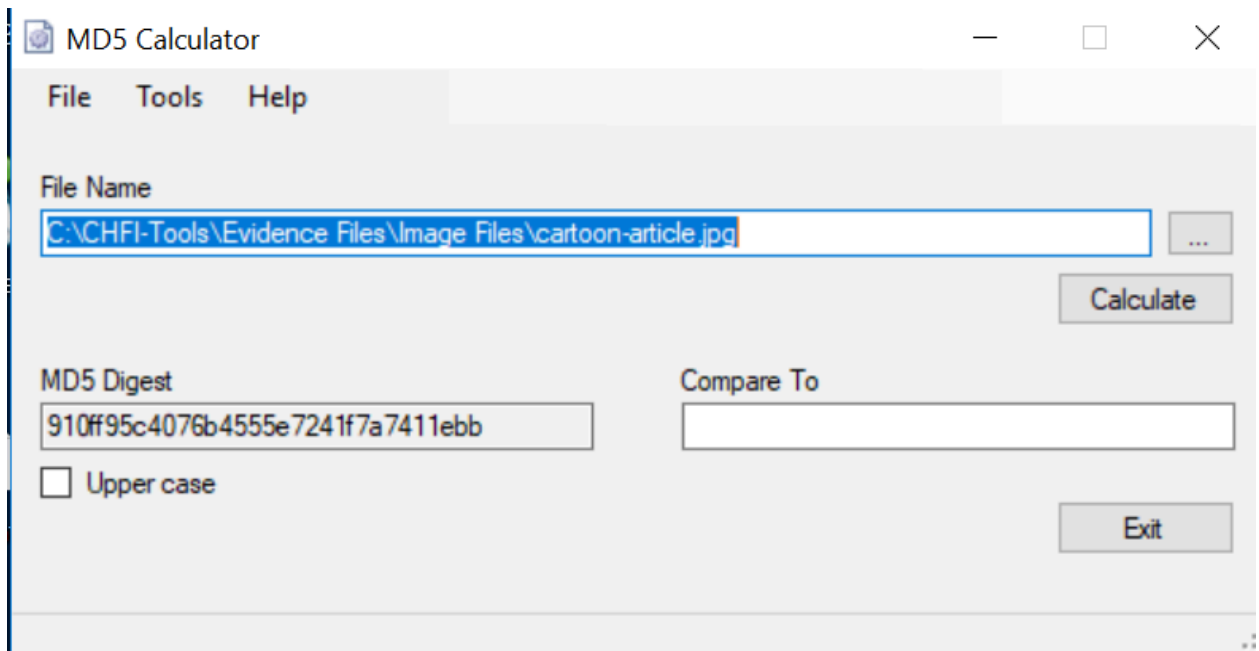 MD5 Calculator
File Tools Help
File Name
C:\CHFI-Tools\Evidence Files\Image Files\cartoon-article.jpg
...
Calculate
MD5 Digest
Compare To
910ff95c4076b4555e7241f7a7411ebb
Upper case
Exit